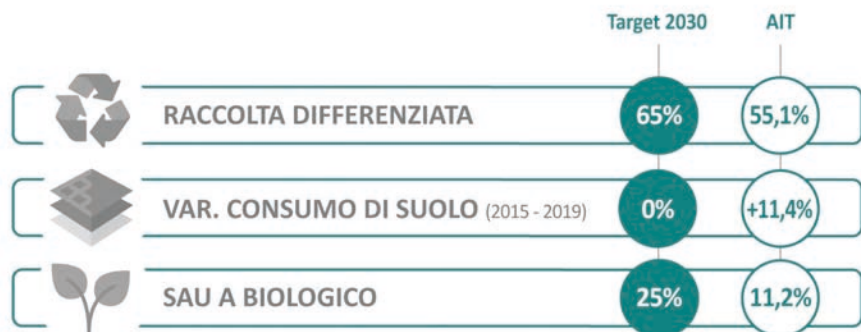 Target 2030 AIT
RACCOLTA DIFFERENZIATA 65% 55,1%
VAR. CONSUMO DI SUOLO (2015 - 2019) 0% +11,4%
SAU A BIOLOGICO 25% 11,2%